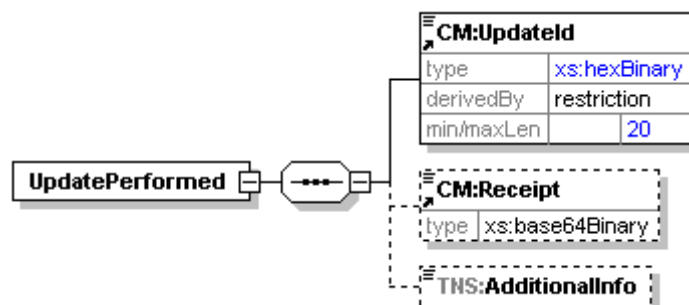 CM:UpdateId
type xs:hexBinary
derivedBy restriction
min/maxLen 20
UpdatePerformed
CM:Receipt
type xs:base64Binary
TNS:AdditionalInfo